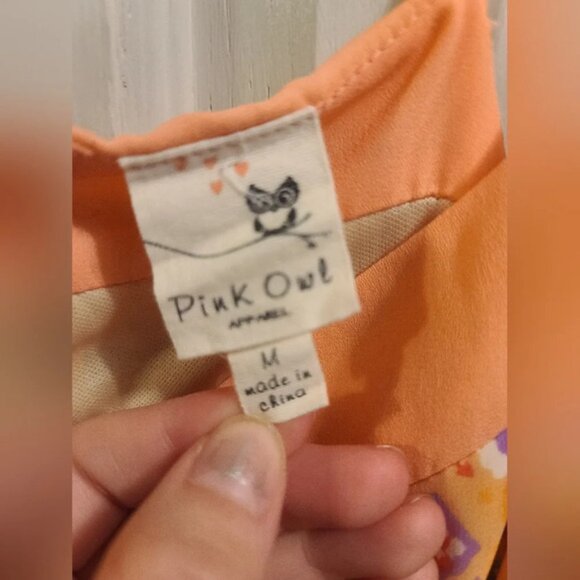 Pink Owl
APPAREL
M
made in
china